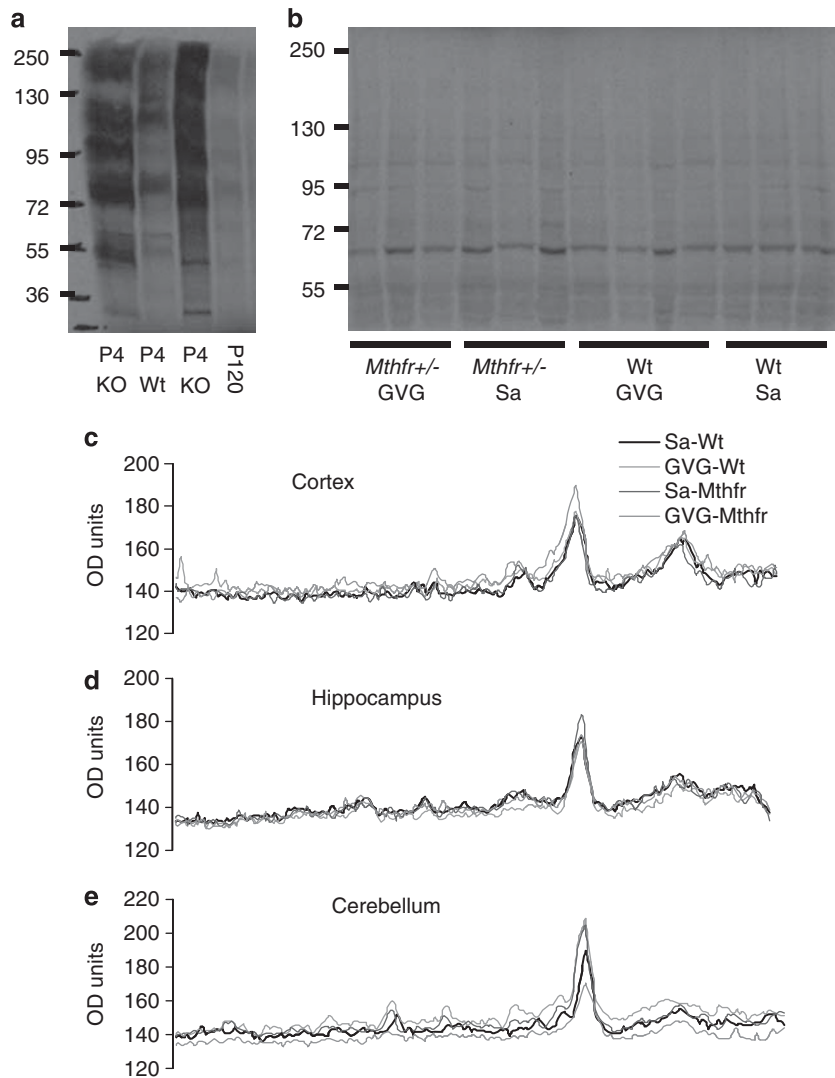 a
250
130
95
72
55
36
P4 P4 P4 P120
KO Wt KO
b
250
130
95
72
55
Mthfr+/- Mthfr+/- Wt Wt
GVG Sa GVG Sa
c
Cortex
Sa-Wt
GVG-Wt
Sa-Mthfr
GVG-Mthfr
OD units
200
180
160
140
120
d
Hippocampus
OD units
200
180
160
140
120
e
Cerebellum
OD units
220
200
180
160
140
120